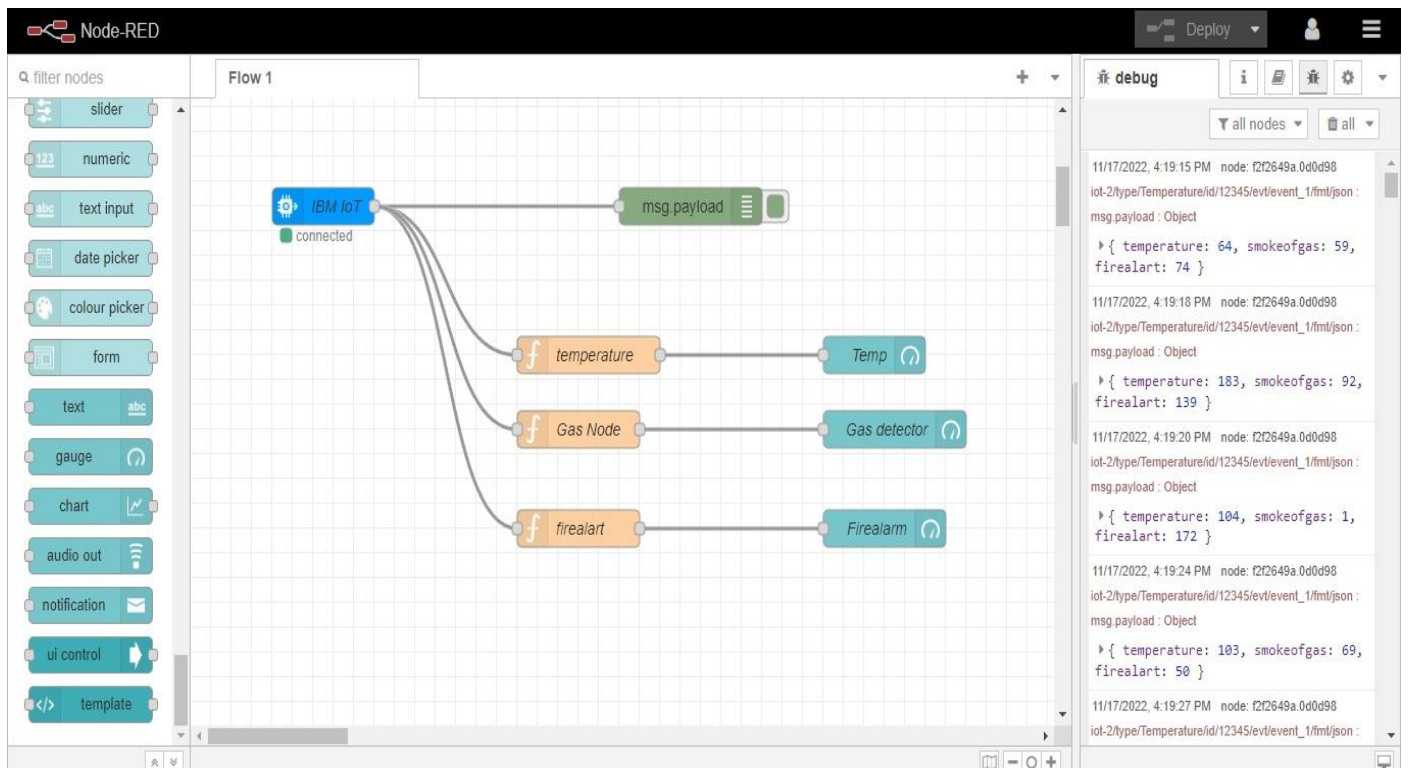 Node-RED
Deploy
filter nodes
Flow 1
debug
i
all nodes
all
slider
123 numeric
abc text input
date picker
colour picker
form
text abc
gauge
chart
audio out
notification
ui control
</> template
IBM IoT
connected
msg.payload
f temperature
Temp
f Gas Node
Gas detector
f firealart
Firealarm
11/17/2022, 4:19:15 PM node: f2f2649a.0d0d98
iot-2/type/Temperature/id/12345/evt/event_1/fmt/json :
msg.payload : Object
{ temperature: 64, smokeofgas: 59,
firealart: 74 }
11/17/2022, 4:19:18 PM node: f2f2649a.0d0d98
iot-2/type/Temperature/id/12345/evt/event_1/fmt/json :
msg.payload : Object
{ temperature: 183, smokeofgas: 92,
firealart: 139 }
11/17/2022, 4:19:20 PM node: f2f2649a.0d0d98
iot-2/type/Temperature/id/12345/evt/event_1/fmt/json :
msg.payload : Object
{ temperature: 104, smokeofgas: 1,
firealart: 172 }
11/17/2022, 4:19:24 PM node: f2f2649a.0d0d98
iot-2/type/Temperature/id/12345/evt/event_1/fmt/json :
msg.payload : Object
{ temperature: 103, smokeofgas: 69,
firealart: 50 }
11/17/2022, 4:19:27 PM node: f2f2649a.0d0d98
iot-2/type/Temperature/id/12345/evt/event_1/fmt/json :